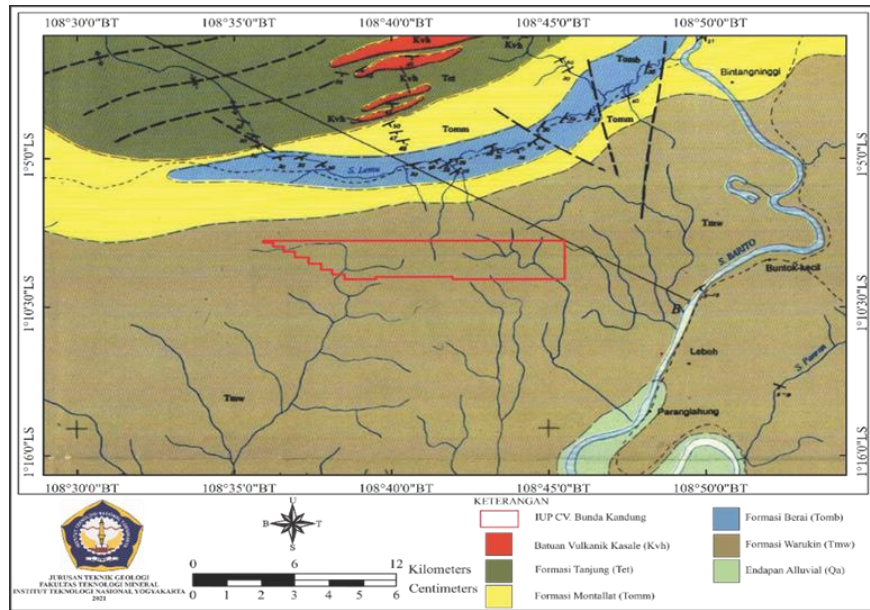 108°30'0"BT 108°35'0"BT 108°40'0"BT 108°45'0"BT 108°50'0"BT
Kvh
Kvh
Tet
Kvh
Tomb
Tomm
Tomm
Bintangninggi
1°5'0"LS 1°5'0"LS
S. Lemu
Tmw
S. BARITO
Buntok-kecil
1°10'30"LS 1°10'30"LS
B
Leboh
Tmw
Paranglahung
1°16'0"LS 1°16'0"LS
108°30'0"BT 108°35'0"BT 108°40'0"BT 108°45'0"BT 108°50'0"BT
JURUSAN TEKNIK GEOLOGI
FAKULTAS TEKNOLOGI MINERAL
INSTITUT TEKNOLOGI NASIONAL YOGYAKARTA
2021
U
B T
S
0 6 12
Kilometers
Centimeters
0 1 2 3 4 5 6
KETERANGAN
IUP CV. Bunda Kandung
Batuan Vulkanik Kasale (Kvh)
Formasi Tanjung (Tet)
Formasi Montallat (Tomm)
Formasi Berai (Tomb)
Formasi Warukin (Tmw)
Endapan Alluvial (Qa)